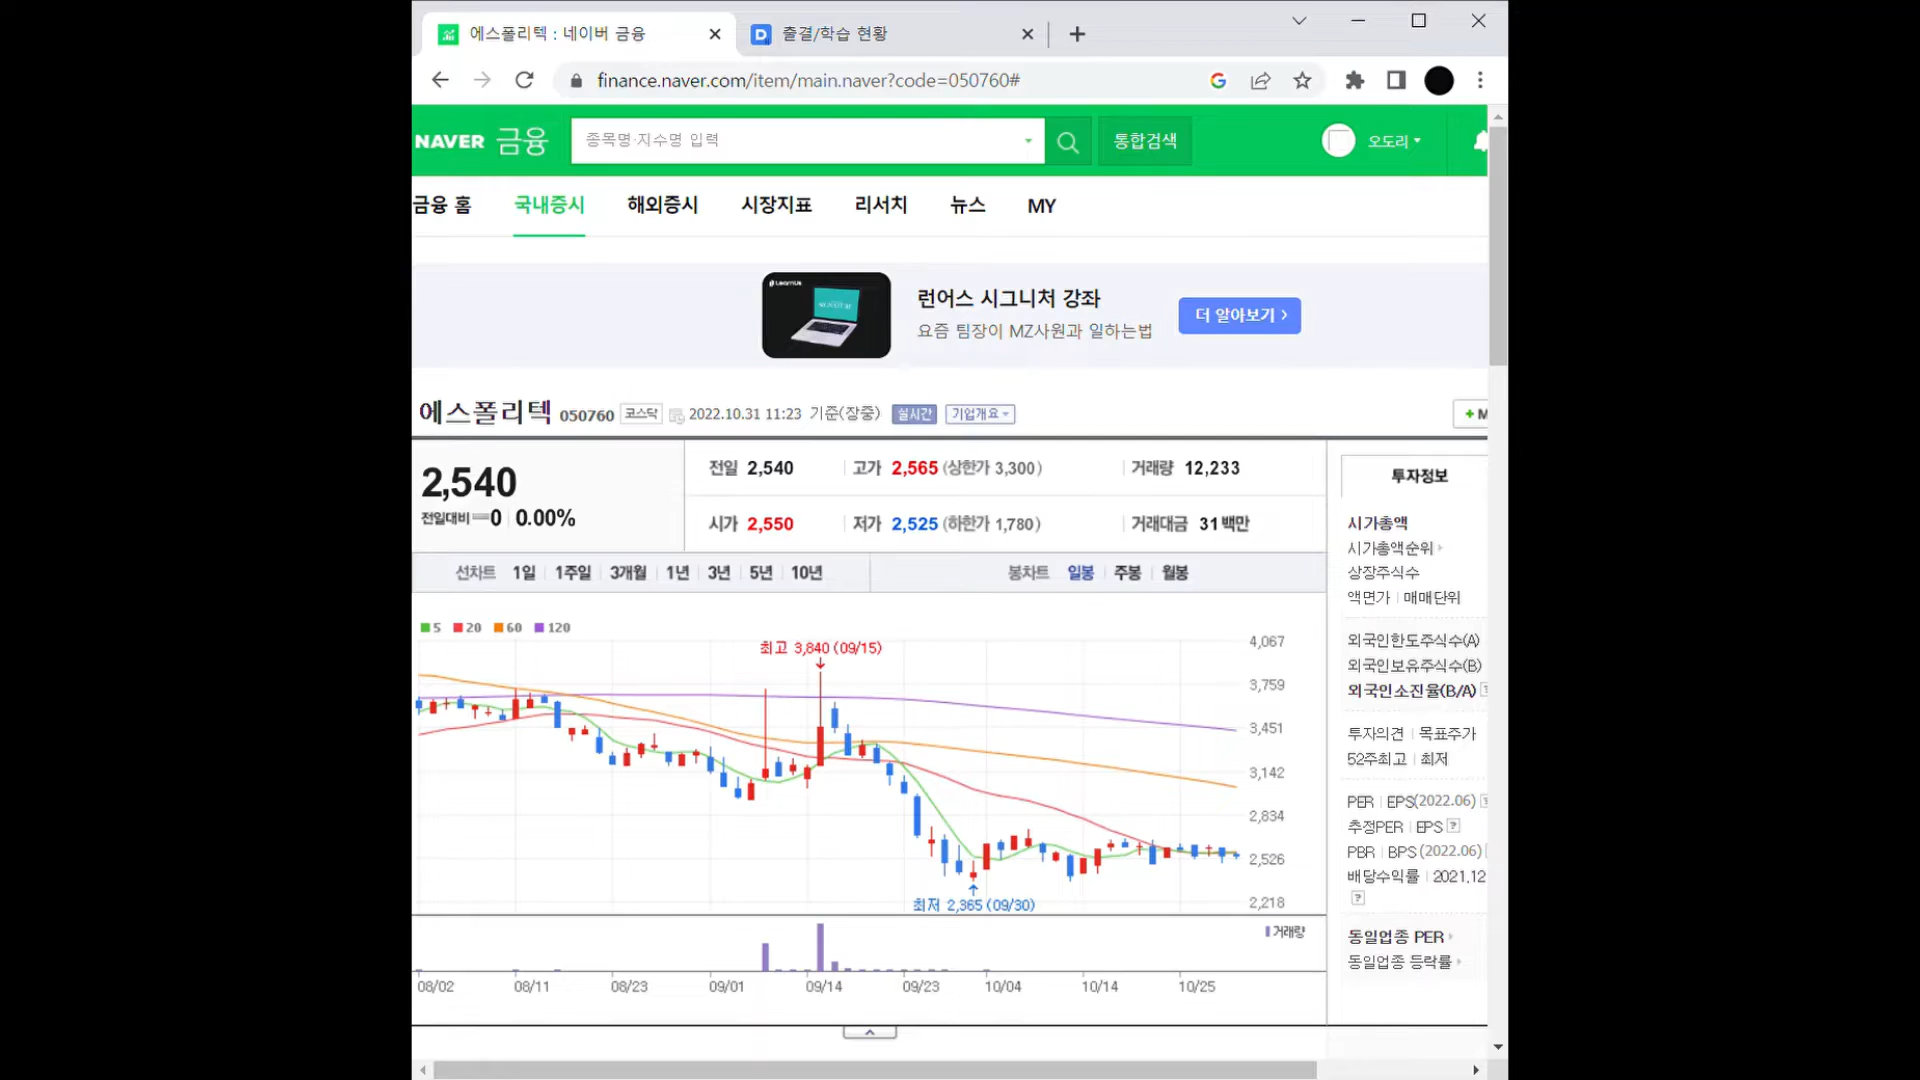 에스폴리텍 : 네이버 금융
출결/학습 현황
finance.naver.com/item/main.naver?code=050760#
NAVER 금융
종목명·지수명 입력
통합검색
오도리
금융 홈 국내증시 해외증시 시장지표 리서치 뉴스 MY
LearnUs
런어스 시그니처 강좌
요즘 팀장이 MZ사원과 일하는법
더 알아보기 >
에스폴리텍 050760 코스닥 2022.10.31 11:23 기준(장중) 실시간 기업개요
+ M
2,540
전일대비 0 0.00%
전일 2,540 고가 2,565 (상한가 3,300) 거래량 12,233
시가 2,550 저가 2,525 (하한가 1,780) 거래대금 31 백만
선차트 1일 1주일 3개월 1년 3년 5년 10년
봉차트 일봉 주봉 월봉
5 20 60 120
최고 3,840 (09/15)
4,067
3,759
3,451
3,142
2,834
2,526
2,218
최저 2,365 (09/30)
거래량
08/02 08/11 08/23 09/01 09/14 09/23 10/04 10/14 10/25
투자정보
시가총액
시가총액순위
상장주식수
액면가 | 매매단위
외국인한도주식수(A)
외국인보유주식수(B)
외국인소진율(B/A) ?
투자의견 | 목표주가
52주최고 | 최저
PER | EPS(2022.06) ?
추정PER | EPS ?
PBR | BPS (2022.06)
배당수익률 | 2021.12
?
동일업종 PER
동일업종 등락률